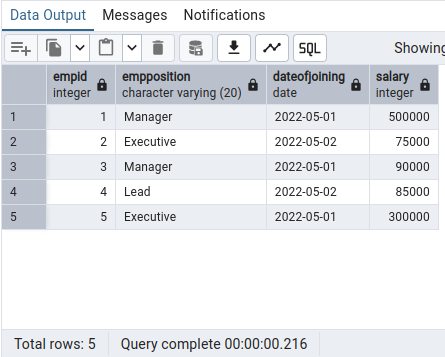 Data Output Messages Notifications
SQL Showing
empid empposition dateofjoining salary
integer character varying (20) date integer
1 1 Manager 2022-05-01 500000
2 2 Executive 2022-05-02 75000
3 3 Manager 2022-05-01 90000
4 4 Lead 2022-05-02 85000
5 5 Executive 2022-05-01 300000
Total rows: 5 Query complete 00:00:00.216